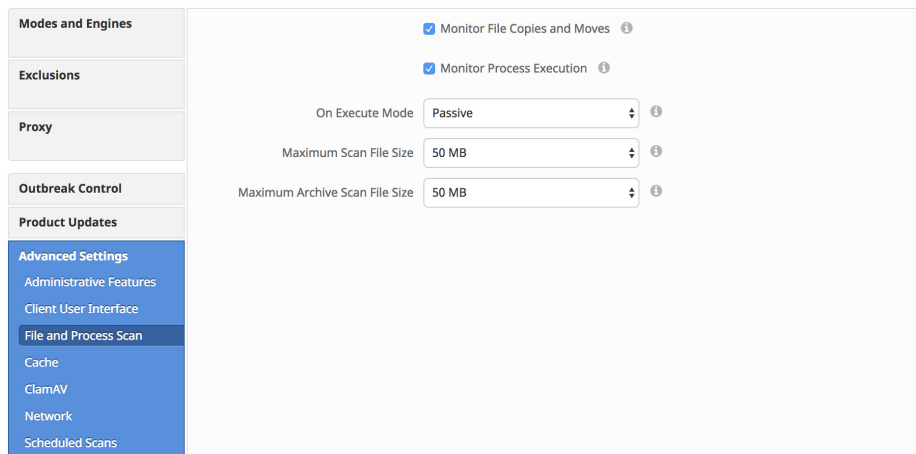 Modes and Engines
Exclusions
Proxy
Outbreak Control
Product Updates
Advanced Settings
Administrative Features
Client User Interface
File and Process Scan
Cache
ClamAV
Network
Scheduled Scans
Monitor File Copies and Moves
Monitor Process Execution
On Execute Mode Passive
Maximum Scan File Size 50 MB
Maximum Archive Scan File Size 50 MB